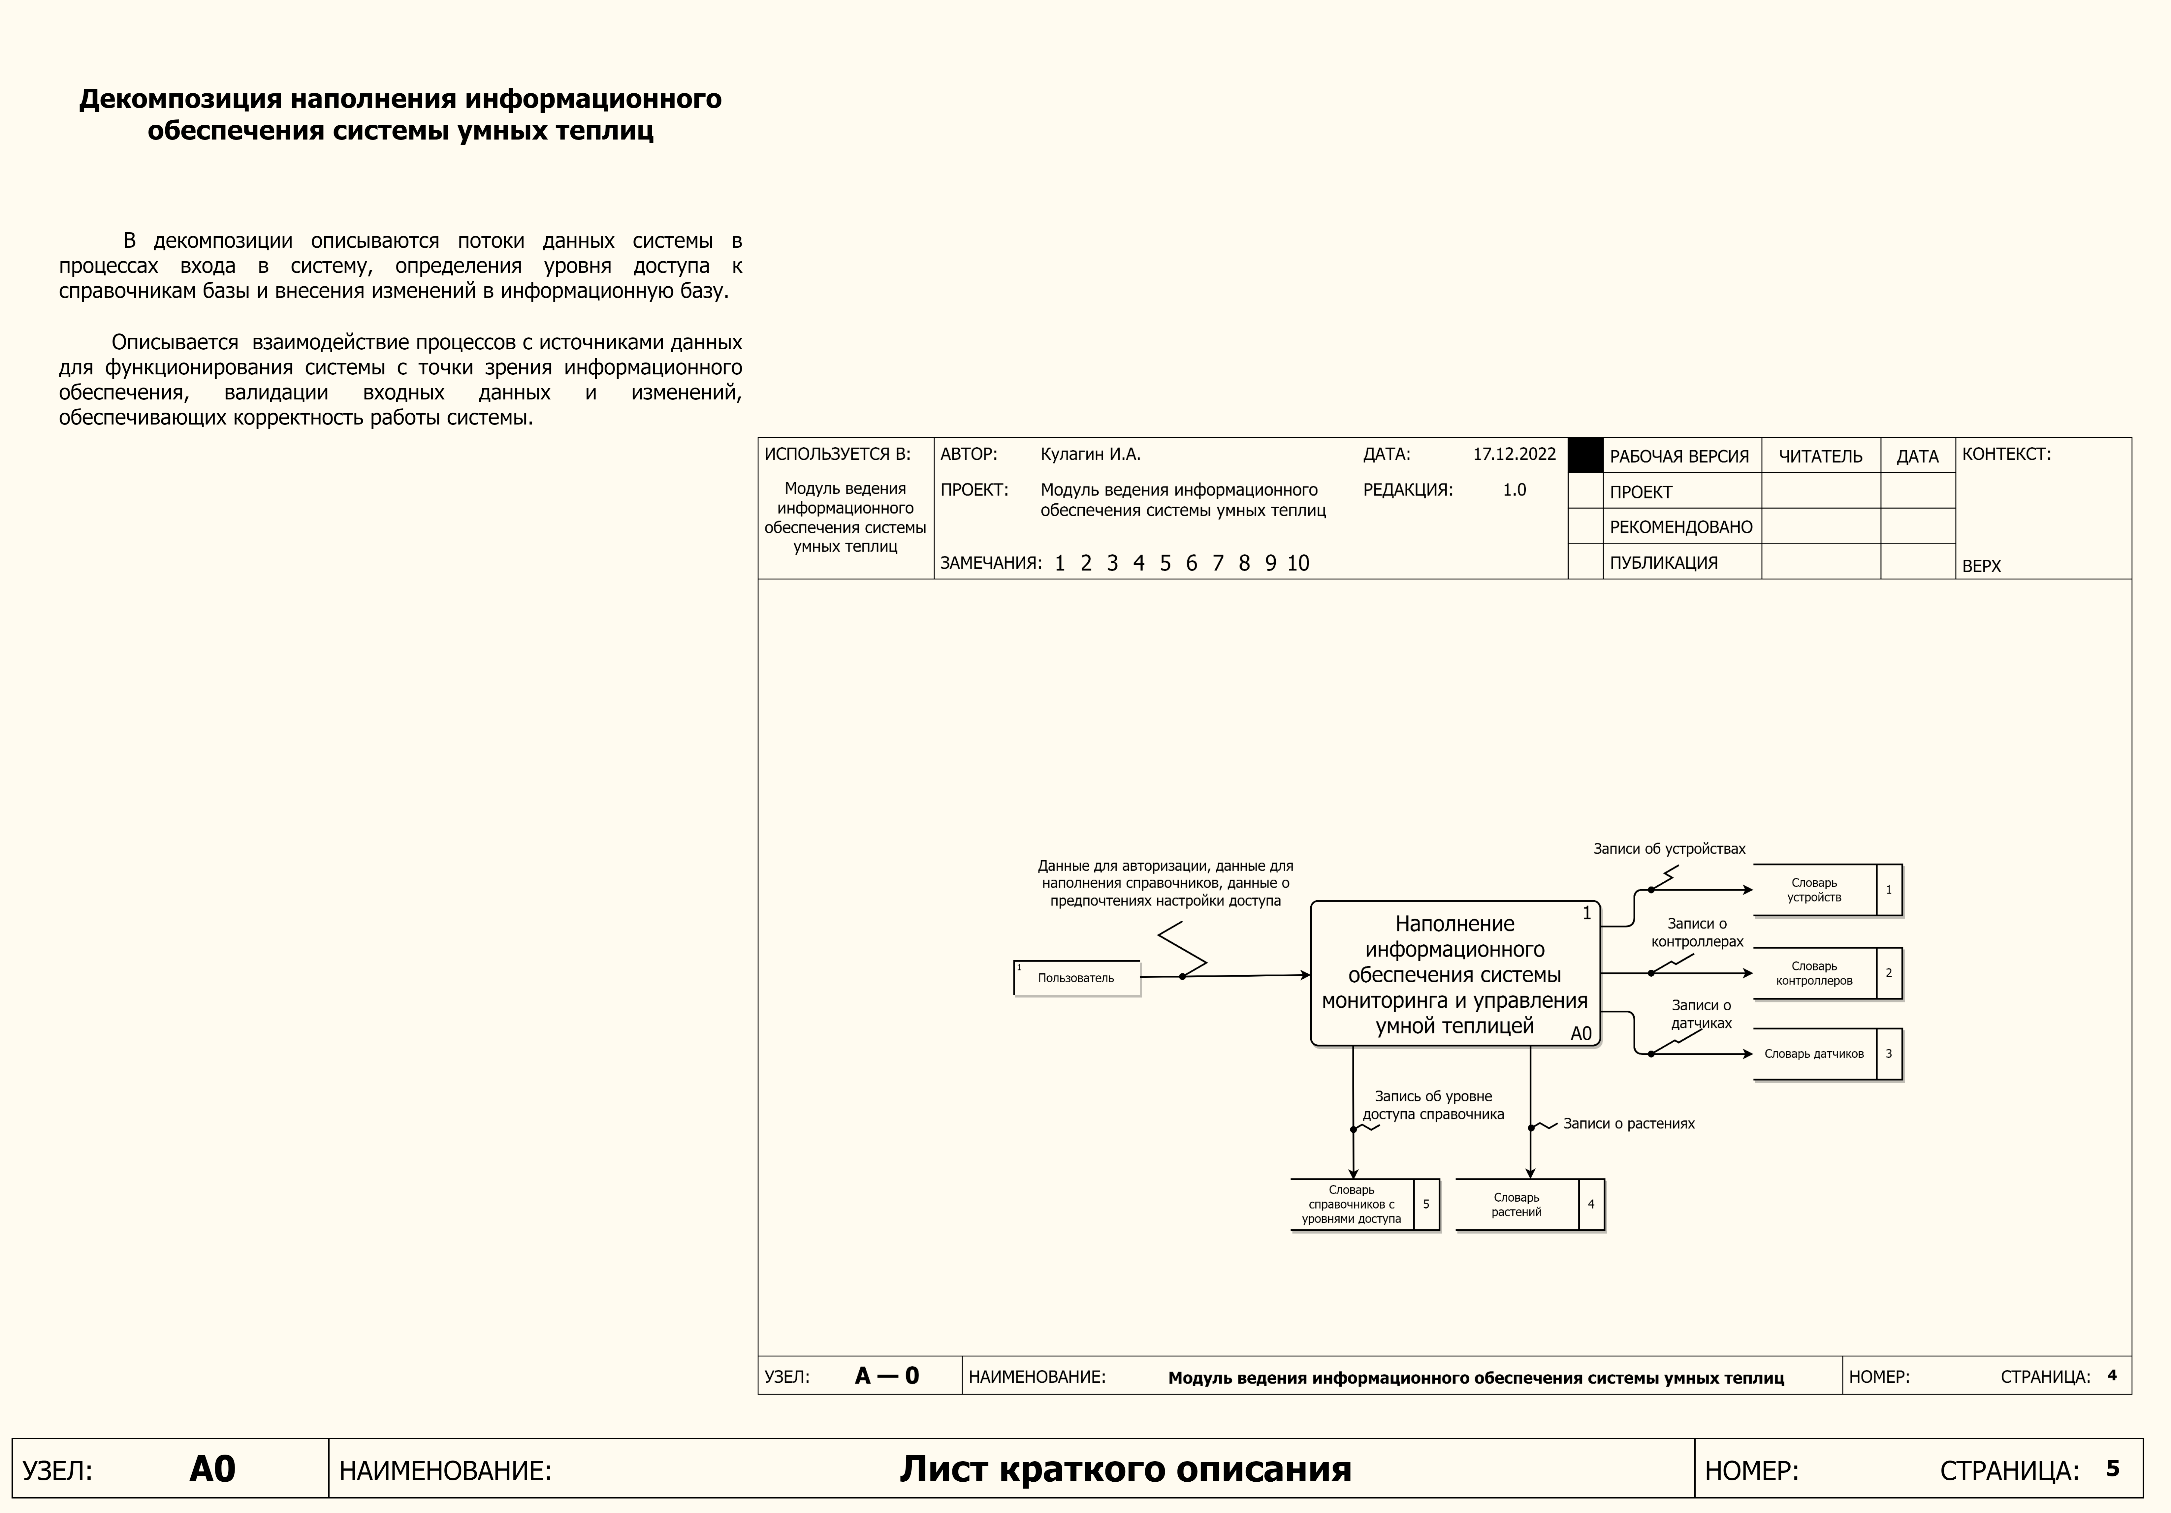 Декомпозиция наполнения информационного
обеспечения системы умных теплиц
В декомпозиции описываются потоки данных системы в
процессах входа в систему, определения уровня доступа к
справочникам базы и внесения изменений в информационную базу.
Описывается взаимодействие процессов с источниками данных
для функционирования системы с точки зрения информационного
обеспечения, валидации входных данных и изменений,
обеспечивающих корректность работы системы.
ИСПОЛЬЗУЕТСЯ В:
Модуль ведения
информационного
обеспечения системы
умных теплиц
АВТОР: Кулагин И.А. ДАТА: 17.12.2022
ПРОЕКТ: Модуль ведения информационного
обеспечения системы умных теплиц
РЕДАКЦИЯ: 1.0
ЗАМЕЧАНИЯ: 1 2 3 4 5 6 7 8 9 10
РАБОЧАЯ ВЕРСИЯ ЧИТАТЕЛЬ ДАТА
ПРОЕКТ
РЕКОМЕНДОВАНО
ПУБЛИКАЦИЯ
КОНТЕКСТ:
ВЕРХ
Данные для авторизации, данные для
наполнения справочников, данные о
предпочтениях настройки доступа
1
Пользователь
1
Наполнение
информационного
обеспечения системы
мониторинга и управления
умной теплицей
A0
Записи об устройствах
Словарь
устройств
1
Записи о
контроллерах
Словарь
контроллеров
2
Записи о
датчиках
Словарь датчиков 3
Запись об уровне
доступа справочника
Записи о растениях
Словарь
справочников с
уровнями доступа
5
Словарь
растений
4
УЗЕЛ: А — 0 НАИМЕНОВАНИЕ: Модуль ведения информационного обеспечения системы умных теплиц НОМЕР: СТРАНИЦА: 4
УЗЕЛ: А0 НАИМЕНОВАНИЕ: Лист краткого описания НОМЕР: СТРАНИЦА: 5